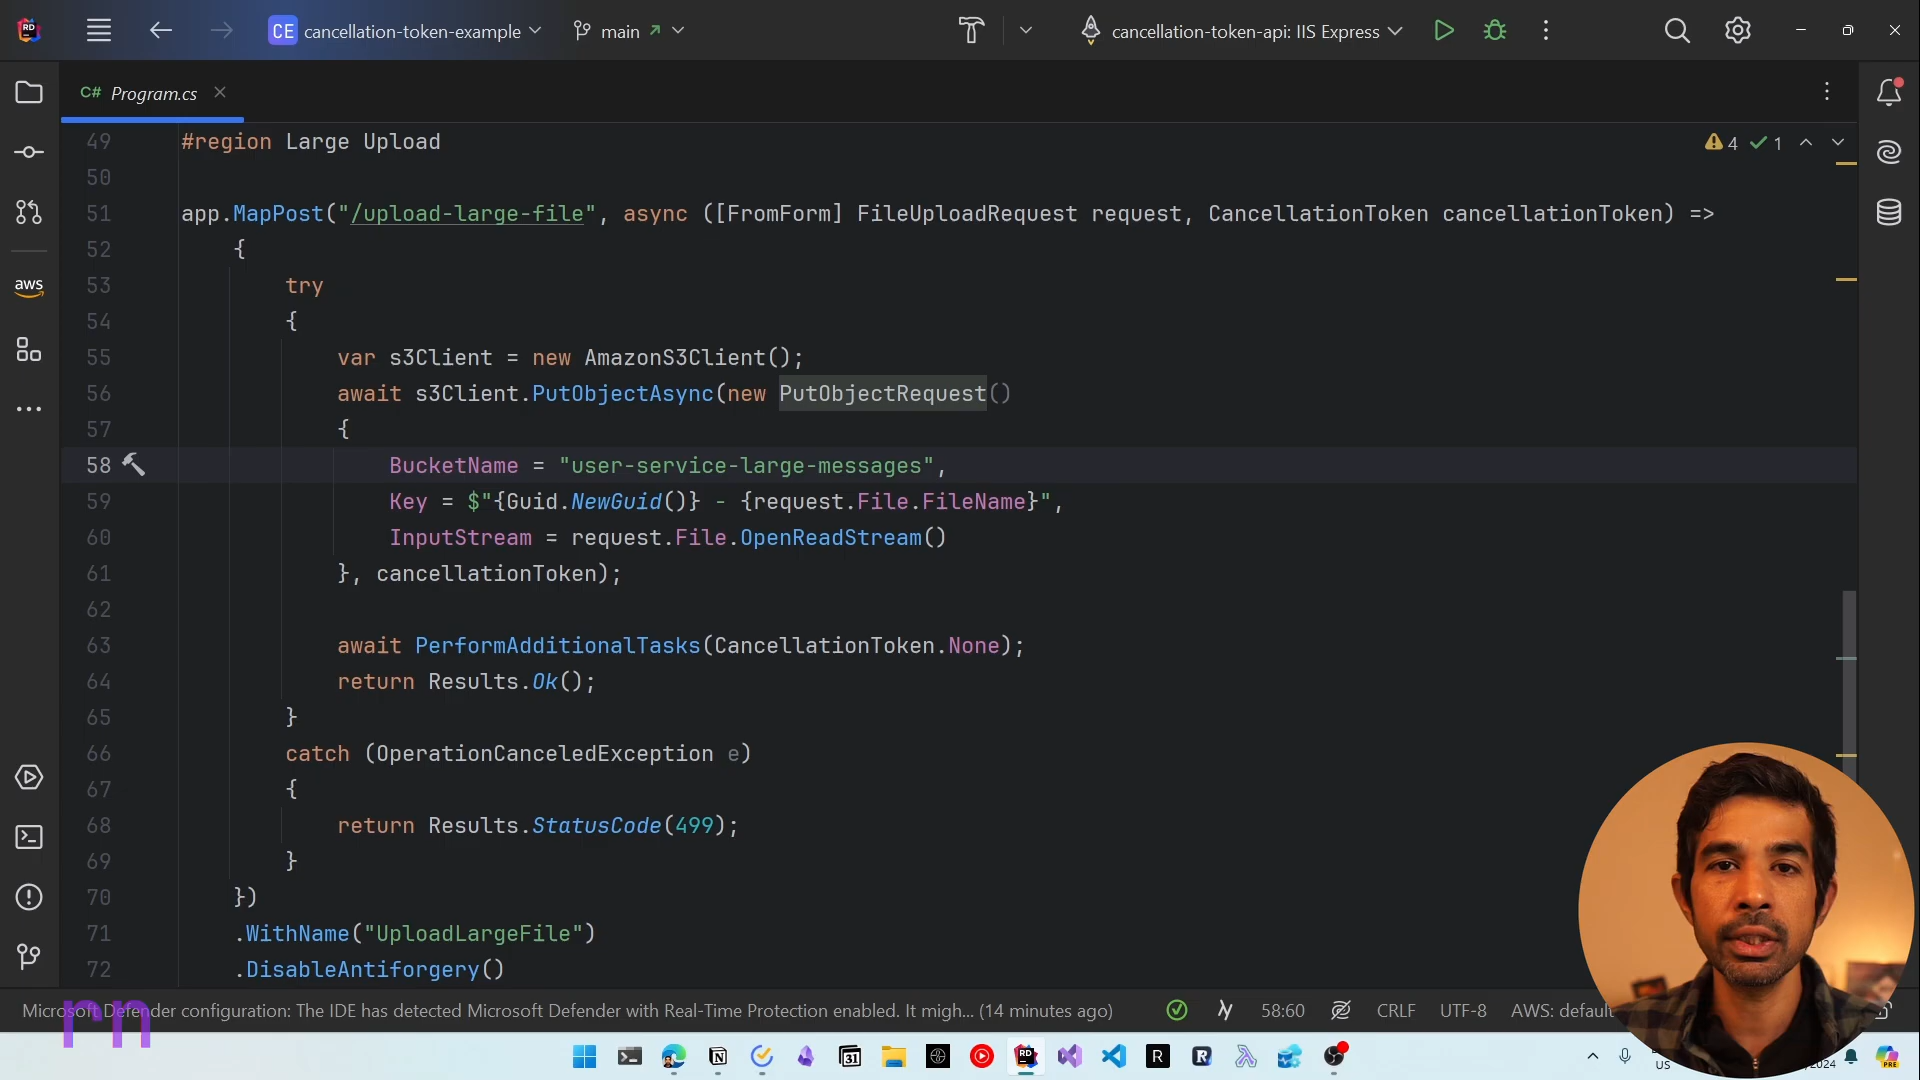 CE cancellation-token-example main cancellation-token-api: IIS Express
C# Program.cs
4 1
49 #region Large Upload
50
51 app.MapPost("/upload-large-file", async ([FromForm] FileUploadRequest request, CancellationToken cancellationToken) =>
52 {
53 try
54 {
55 var s3Client = new AmazonS3Client();
56 await s3Client.PutObjectAsync(new PutObjectRequest()
57 {
58 BucketName = "user-service-large-messages",
59 Key = $"{Guid.NewGuid()} - {request.File.FileName}",
60 InputStream = request.File.OpenReadStream()
61 }, cancellationToken);
62
63 await PerformAdditionalTasks(CancellationToken.None);
64 return Results.Ok();
65 }
66 catch (OperationCanceledException e)
67 {
68 return Results.StatusCode(499);
69 }
70 })
71 .WithName("UploadLargeFile")
72 .DisableAntiforgery()
aws
Microsoft Defender configuration: The IDE has detected Microsoft Defender with Real-Time Protection enabled. It migh... (14 minutes ago) 58:60 CRLF UTF-8 AWS: default
rn
US